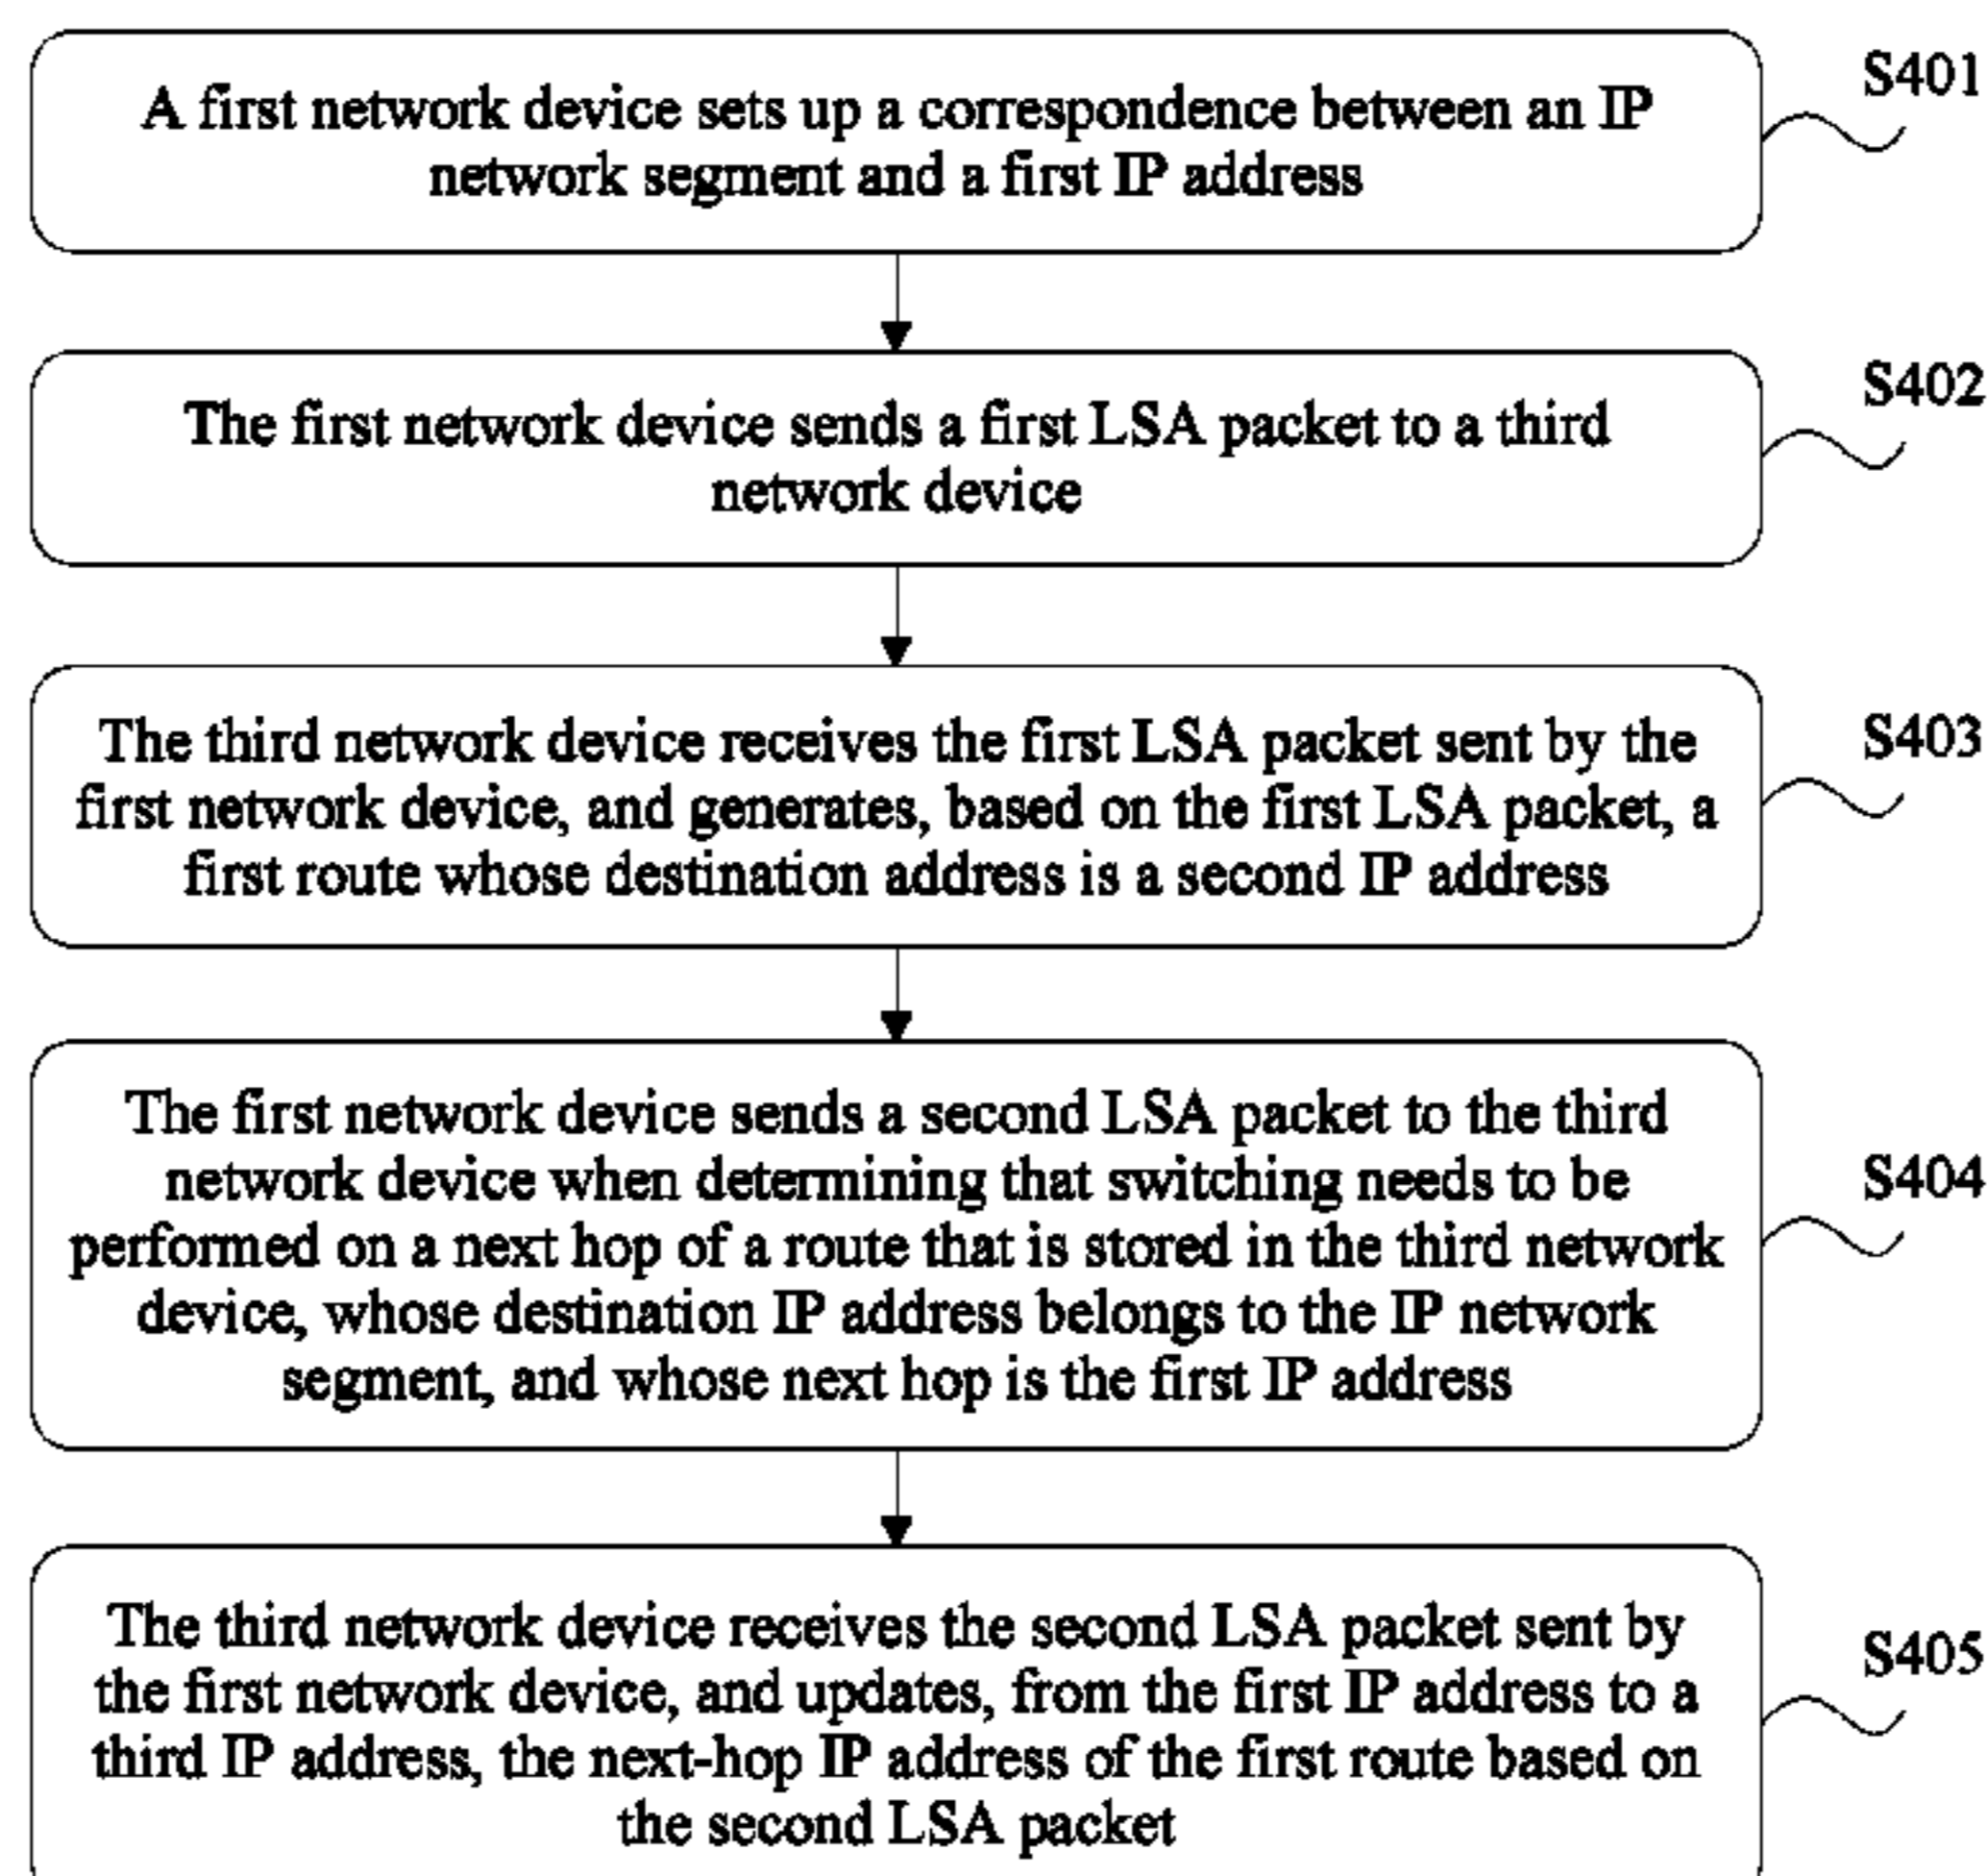 A first network device sets up a correspondence between an IP
network segment and a first IP address
S401
The first network device sends a first LSA packet to a third
network device
S402
The third network device receives the first LSA packet sent by the
first network device, and generates, based on the first LSA packet, a
first route whose destination address is a second IP address
S403
The first network device sends a second LSA packet to the third
network device when determining that switching needs to be
performed on a next hop of a route that is stored in the third network
device, whose destination IP address belongs to the IP network
segment, and whose next hop is the first IP address
S404
The third network device receives the second LSA packet sent by
the first network device, and updates, from the first IP address to a
third IP address, the next-hop IP address of the first route based on
the second LSA packet
S405